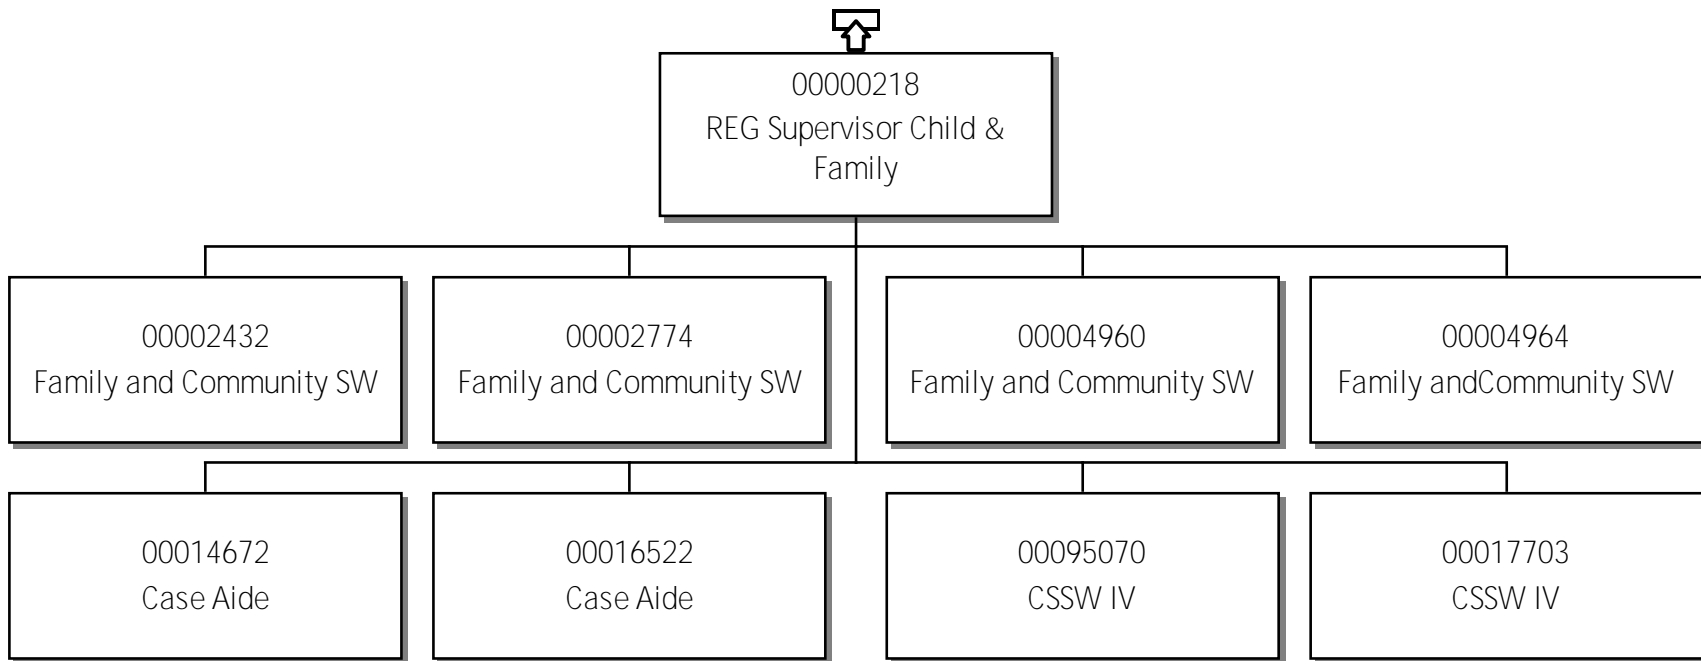 00000218
REG Supervisor Child &
Family
00002432
Family and Community SW
00002774
Family and Community SW
00004960
Family and Community SW
00004964
Family andCommunity SW
00014672
Case Aide
00016522
Case Aide
00095070
CSSW IV
00017703
CSSW IV